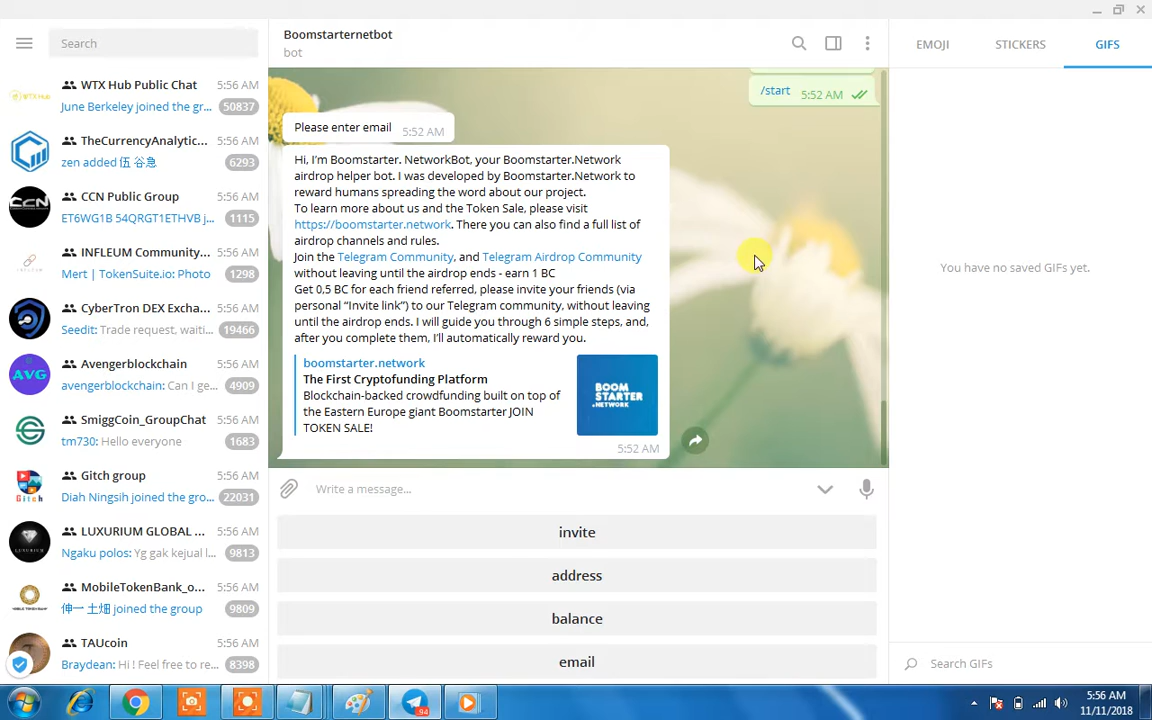 Search
Boomstarternetbot
bot
EMOJI
STICKERS
GIFS
WTX Hub Public Chat
5:56 AM
June Berkeley joined the gr...
50837
TheCurrencyAnalytic...
5:56 AM
zen added 伍 谷急
6293
CCN Public Group
5:56 AM
ET6WG1B 54QRGT1ETHVB j...
1115
INFLEUM Community...
5:56 AM
Mert | TokenSuite.io: Photo
1298
CyberTron DEX Excha...
5:56 AM
Seedit: Trade request, waiti...
19466
Avengerblockchain
5:56 AM
avengerblockchain: Can I ge...
4909
SmiggCoin_GroupChat
5:56 AM
tm730: Hello everyone
1683
Gitch group
5:56 AM
Diah Ningsih joined the gro...
22031
LUXURIUM GLOBAL ...
5:56 AM
Ngaku polos: Yg gak kejual l...
9813
MobileTokenBank_o...
5:56 AM
伸一 土畑 joined the group
9809
TAUcoin
5:56 AM
Braydean: Hi ! Feel free to re...
8398
WTX Hub
CCN
AVG
Gitch
LUXURIUM
MOBILE TOKEN BANK
/start
5:52 AM
Please enter email
5:52 AM
Hi, I'm Boomstarter. NetworkBot, your Boomstarter.Network
airdrop helper bot. I was developed by Boomstarter.Network to
reward humans spreading the word about our project.
To learn more about us and the Token Sale, please visit
https://boomstarter.network. There you can also find a full list of
airdrop channels and rules.
Join the Telegram Community, and Telegram Airdrop Community
without leaving until the airdrop ends - earn 1 BC
Get 0,5 BC for each friend referred, please invite your friends (via
personal “Invite link”) to our Telegram community, without leaving
until the airdrop ends. I will guide you through 6 simple steps, and,
after you complete them, I'll automatically reward you.
boomstarter.network
The First Cryptofunding Platform
Blockchain-backed crowdfunding built on top of
the Eastern Europe giant Boomstarter JOIN
TOKEN SALE!
BOOM
STARTER
.NETWORK
5:52 AM
Write a message...
invite
address
balance
email
You have no saved GIFs yet.
Search GIFs
94
5:56 AM
11/11/2018